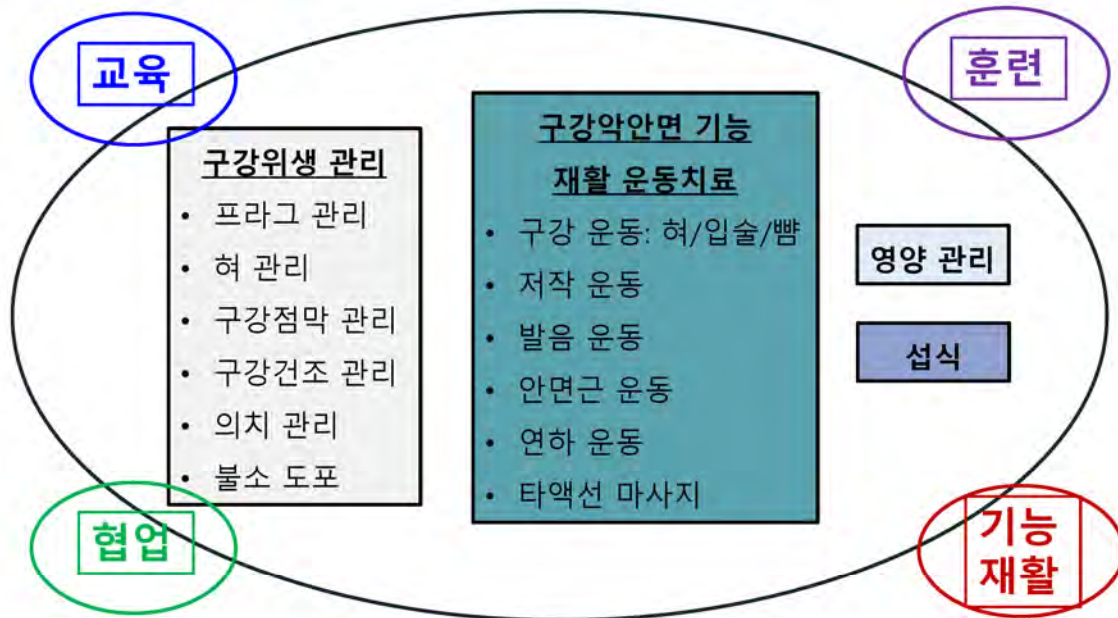 교육
훈련
구강위생 관리
• 프라그 관리
• 혀 관리
• 구강점막 관리
• 구강건조 관리
• 의치 관리
• 불소 도포
구강악안면 기능
재활 운동치료
• 구강 운동: 혀/입술/뺨
• 저작 운동
• 발음 운동
• 안면근 운동
• 연하 운동
• 타액선 마사지
영양 관리
섭식
협업
기능
재활